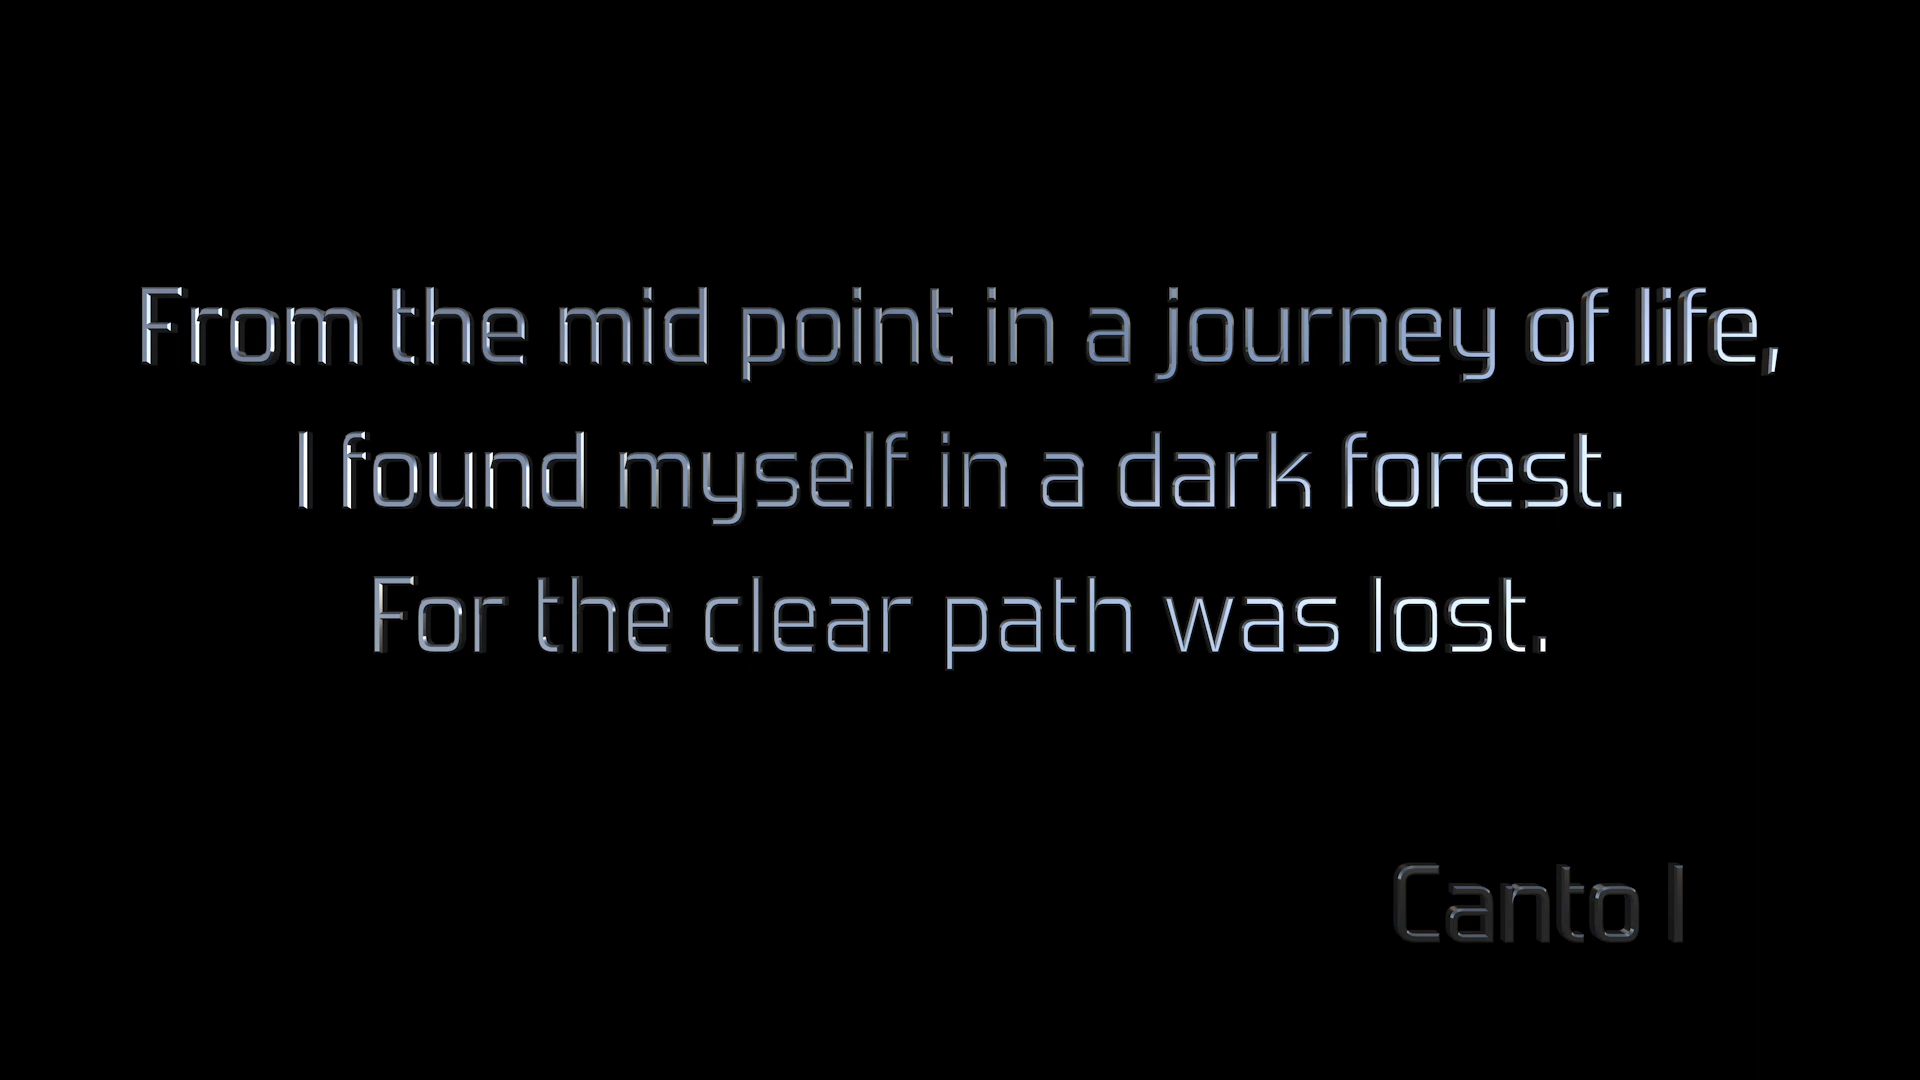 From the mid point in a journey of life,
I found myself in a dark forest.
For the clear path was lost.
Canto I